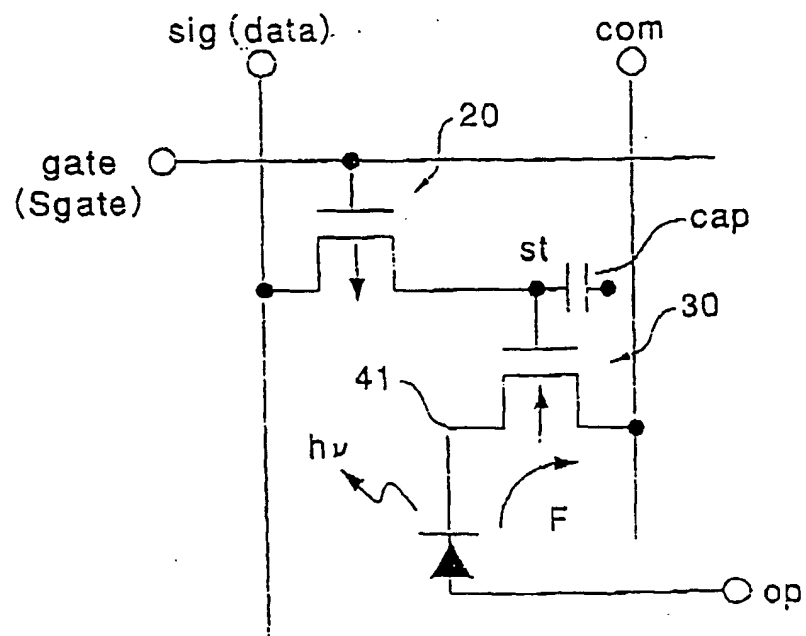 sig (data)
com
20
gate
(Sgate)
cap
st
30
41
hν
F
op